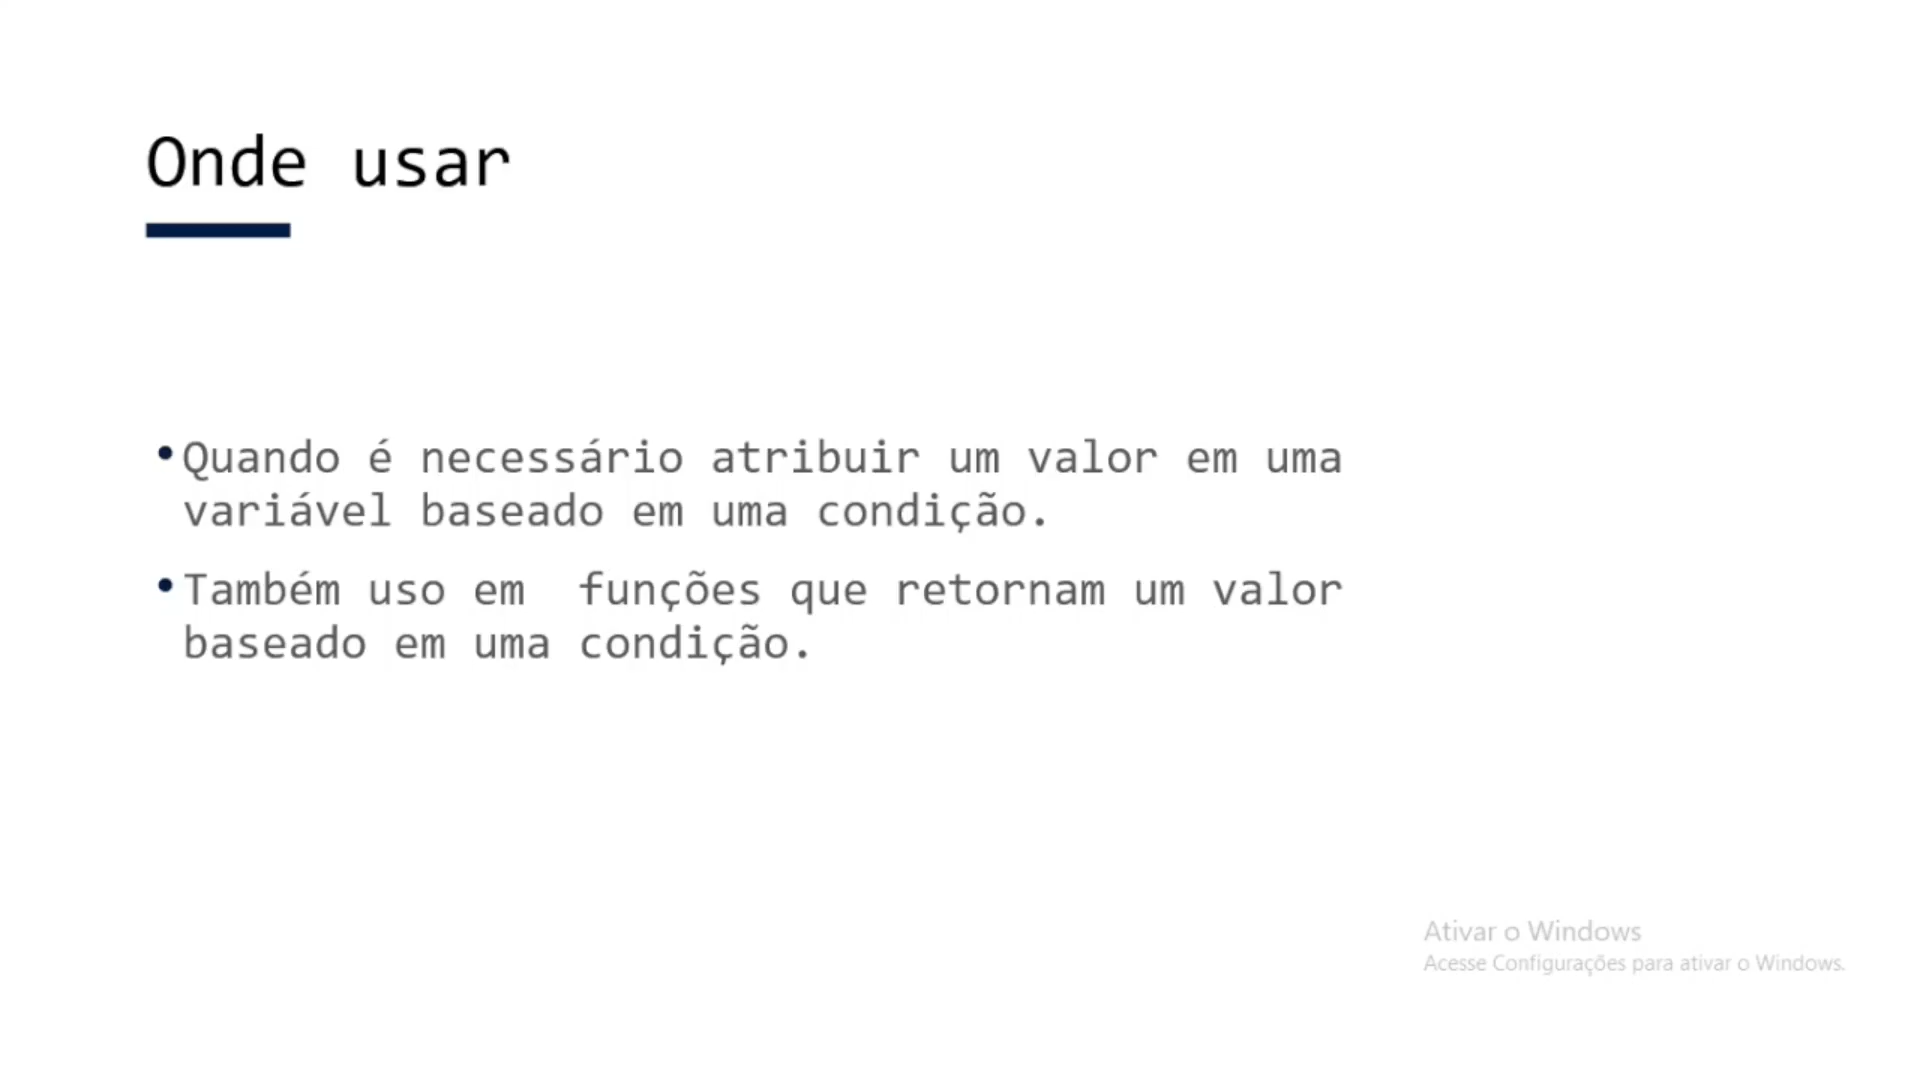 Onde usar
•Quando é necessário atribuir um valor em uma
variável baseado em uma condição.
•Também uso em  funções que retornam um valor
baseado em uma condição.
Ativar o Windows
Acesse Configurações para ativar o Windows.